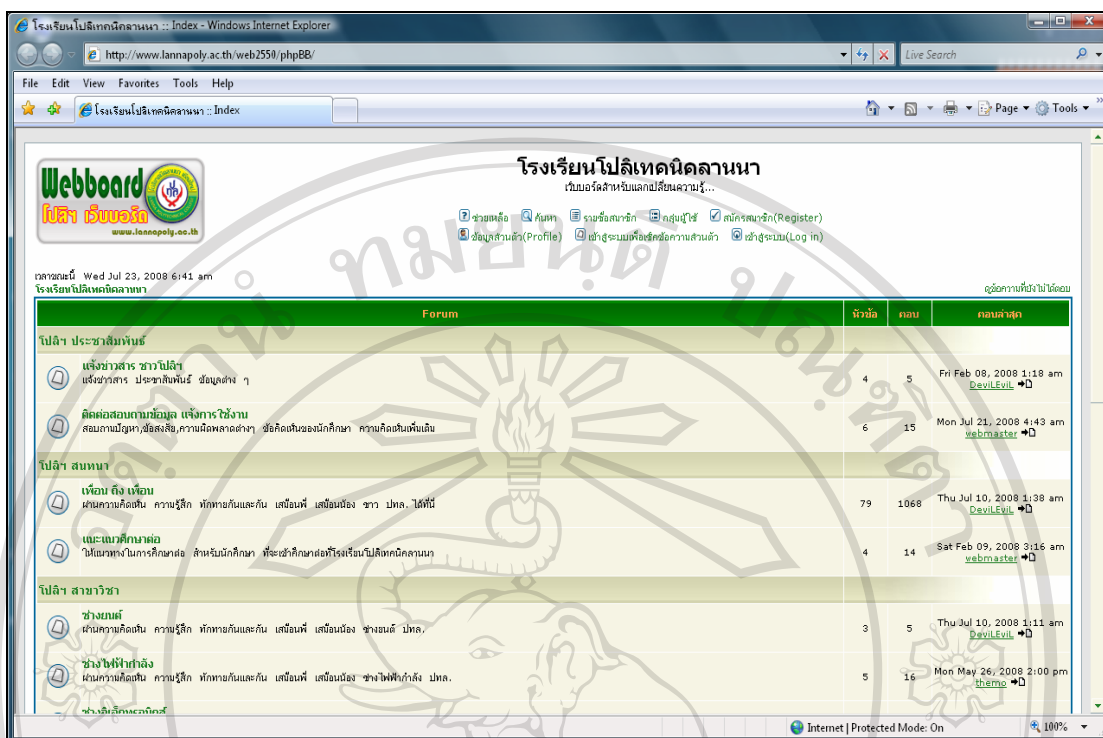 โรงเรียนโปลิเทคนิคลานนา :: Index - Windows Internet Explorer
http://www.lannapoly.ac.th/web2550/phpBB/
Live Search
File Edit View Favorites Tools Help
โรงเรียนโปลิเทคนิคลานนา :: Index
Page Tools
Webboard
โปลิฯ เว็บบอร์ด
www.lannapoly.ac.th
โรงเรียนโปลิเทคนิคลานนา
เว็บบอร์ดสำหรับแลกเปลี่ยนความรู้...
ช่วยเหลือ ค้นหา รายชื่อสมาชิก กลุ่มผู้ใช้ สมัครสมาชิก(Register)
ข้อมูลส่วนตัว(Profile) เข้าสู่ระบบเพื่อเช็คข้อความส่วนตัว เข้าสู่ระบบ(Log in)
เวลาขณะนี้ Wed Jul 23, 2008 6:41 am
โรงเรียนโปลิเทคนิคลานนา
ดูข้อความที่ยังไม่ได้ตอบ
Forum หัวข้อ ตอบ ตอบล่าสุด
โปลิฯ ประชาสัมพันธ์
แจ้งข่าวสาร ชาวโปลิฯ
แจ้งข่าวสาร ประชาสัมพันธ์ ข้อมูลต่าง ๆ
4 5 Fri Feb 08, 2008 1:18 am
DeviLEviL
ติดต่อสอบถามข้อมูล แจ้งการใช้งาน
สอบถามปัญหา,ข้อสงสัย,ความผิดพลาดต่างๆ ข้อคิดเห็นของนักศึกษา ความคิดเห็นเพิ่มเติม
6 15 Mon Jul 21, 2008 4:43 am
webmaster
โปลิฯ สนทนา
เพื่อน ถึง เพื่อน
ผ่านความคิดเห็น ความรู้สึก ทักทายกันและกัน เสมือนพี่ เสมือนน้อง ชาว ปทล. ได้ที่นี่
79 1068 Thu Jul 10, 2008 1:38 am
DeviLEviL
แนะแนวศึกษาต่อ
ให้แนวทางในการศึกษาต่อ สำหรับนักศึกษา ที่จะเข้าศึกษาต่อที่โรงเรียนโปลิเทคนิคลานนา
4 14 Sat Feb 09, 2008 3:16 am
webmaster
โปลิฯ สาขาวิชา
ช่างยนต์
ผ่านความคิดเห็น ความรู้สึก ทักทายกันและกัน เสมือนพี่ เสมือนน้อง ช่างยนต์ ปทล.
3 5 Thu Jul 10, 2008 1:11 am
DeviLEviL
ช่างไฟฟ้ากำลัง
ผ่านความคิดเห็น ความรู้สึก ทักทายกันและกัน เสมือนพี่ เสมือนน้อง ช่างไฟฟ้ากำลัง ปทล.
5 16 Mon May 26, 2008 2:00 pm
themo
ช่างอิเล็กทรอนิกส์
Internet | Protected Mode: On 100%